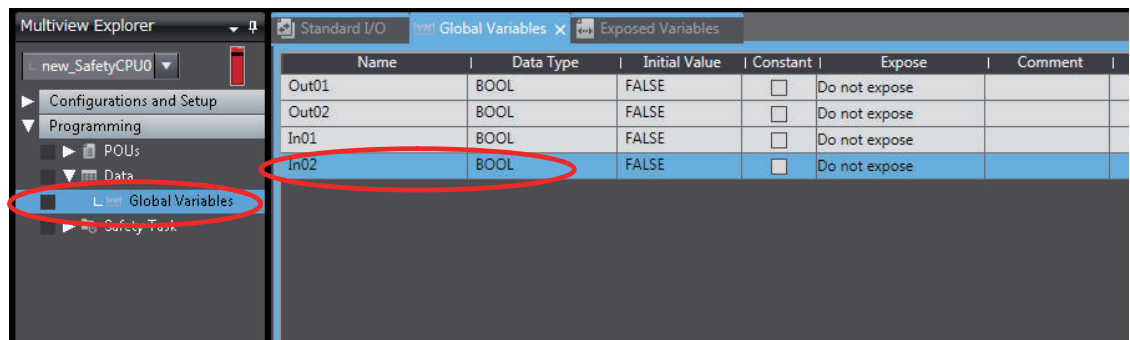 Multiview Explorer
new_SafetyCPU0
Configurations and Setup
Programming
POUs
Data
Global Variables
Safety Task
Standard I/O Global Variables Exposed Variables
Name Data Type Initial Value Constant Expose Comment
Out01 BOOL FALSE Do not expose
Out02 BOOL FALSE Do not expose
In01 BOOL FALSE Do not expose
In02 BOOL FALSE Do not expose